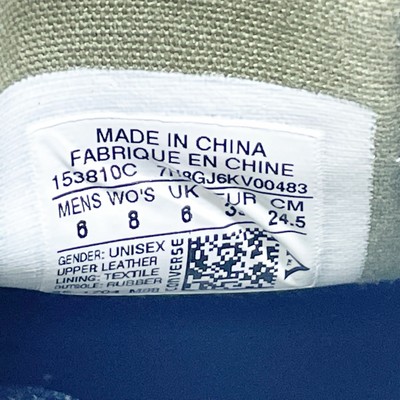 MADE IN CHINA
FABRIQUE EN CHINE
153810C
MENS WO'S UK CM
6 8 6 24.5
GENDER: UNISEX
UPPER LEATHER
LINING: TEXTILE
OUTSOLE: RUBBER
CONVERSE